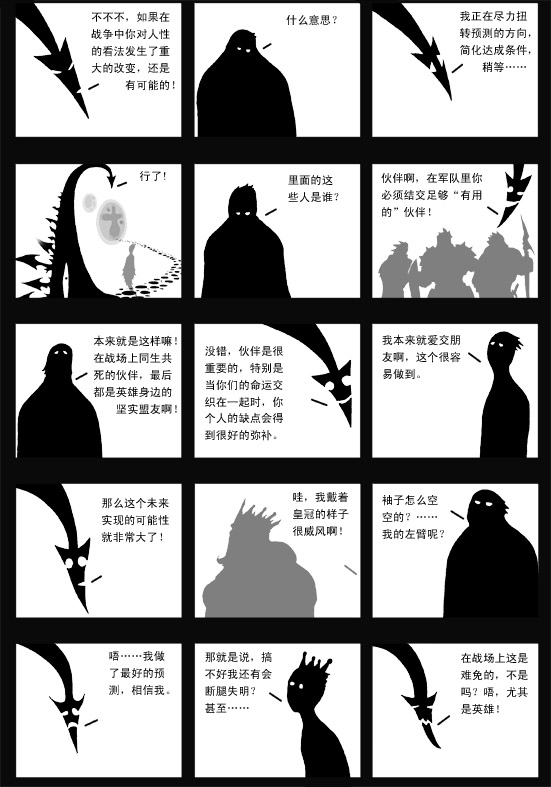 不不不，如果在
战争中你对人性
的看法发生了重
大的改变，还是
有可能的！
什么意思？
我正在尽力扭
转预测的方向，
简化达成条件，
稍等……
行了！
里面的这
些人是谁？
伙伴啊，在军队里你
必须结交足够“有用
的”伙伴！
本来就是这样嘛！
在战场上同生共
死的伙伴，最后
都是英雄身边的
坚实盟友啊！
没错，伙伴是很
重要的，特别是
当你们的命运交
织在一起时，你
个人的缺点会得
到很好的弥补。
我本来就爱交朋
友啊，这个很容
易做到。
那么这个未来
实现的可能性
就非常大了！
哇，我戴着
皇冠的样子
很威风啊！
袖子怎么空
空的？……
我的左臂呢？
唔……我做
了最好的预
测，相信我。
那就是说，搞
不好我还有会
断腿失明？
甚至……
在战场上这是
难免的，不是
吗？唔，尤其
是英雄！